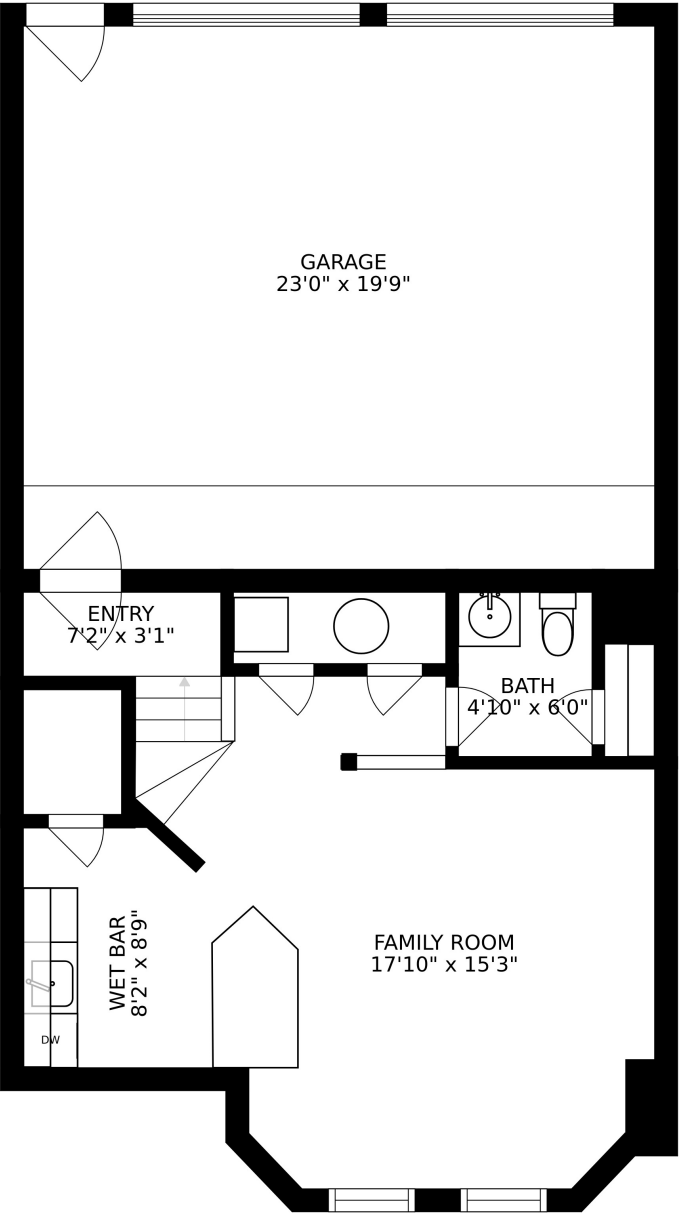 GARAGE
23'0" x 19'9"
ENTRY
7'2" x 3'1"
BATH
4'10" x 6'0"
WET BAR
8'2" x 8'9"
FAMILY ROOM
17'10" x 15'3"
DW